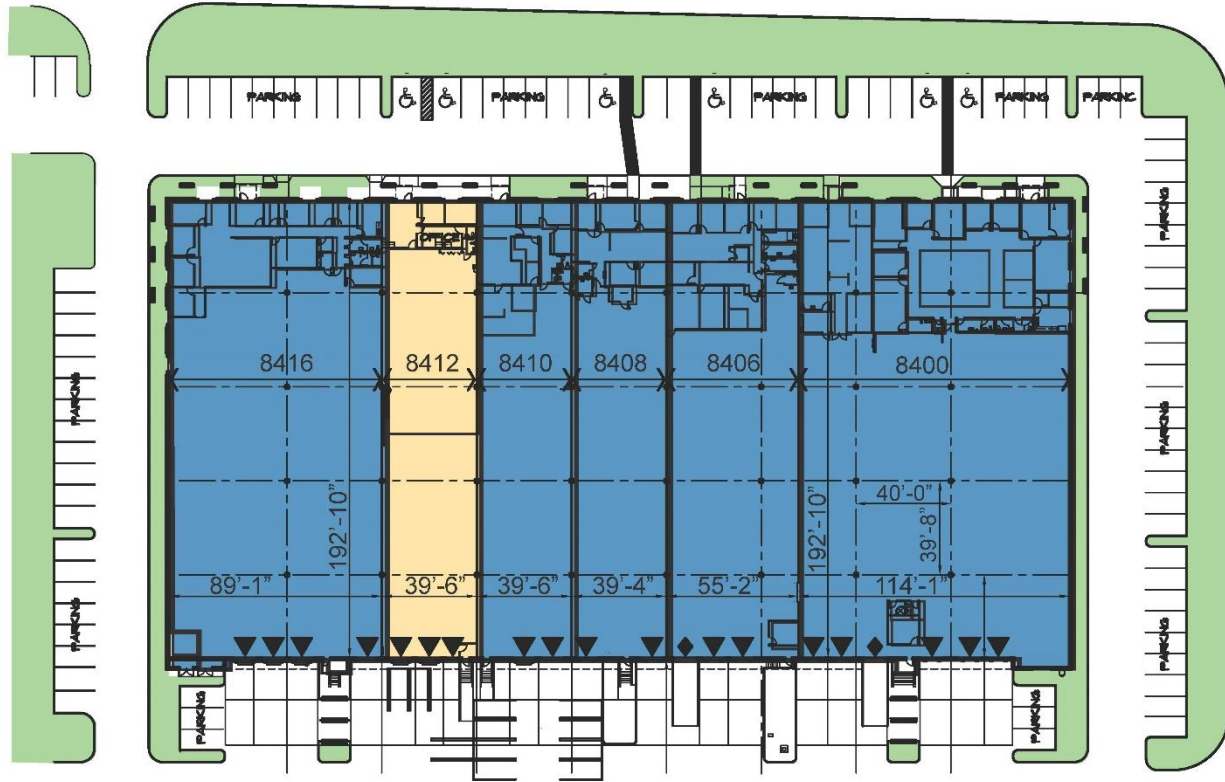 PARKING
PARKING
PARKING
PARKING
PARKING
OFFICE
8416
8412
8410
8408
8406
8400
PARKING
PARKING
PARKING
40'-0"
39'-8"
192'-10"
192'-10"
89'-1"
39'-6"
39'-6"
39'-4"
55'-2"
114'-1"
PARKING
PARKING
PARKING
PARKING